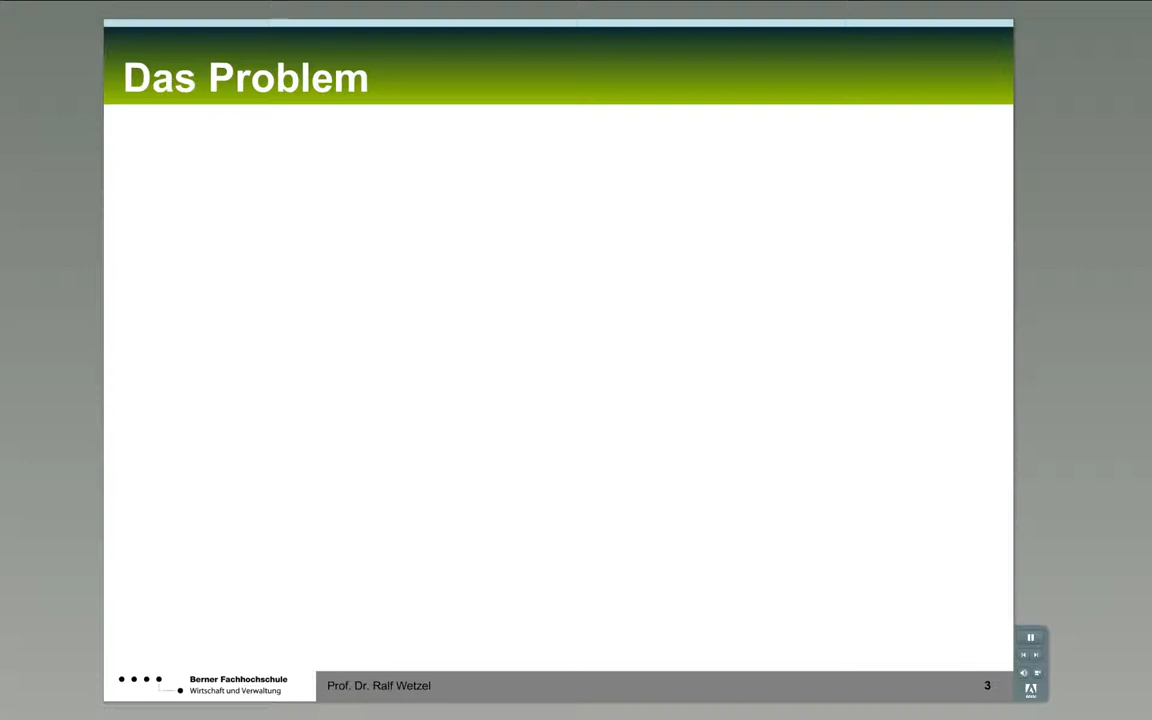 Das Problem
Berner Fachhochschule
Wirtschaft und Verwaltung
Prof. Dr. Ralf Wetzel
3